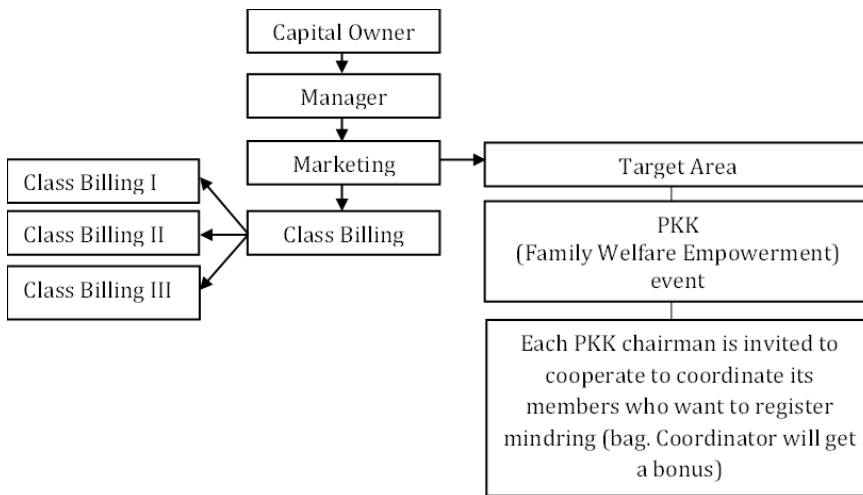 Capital Owner
Manager
Marketing
Class Billing
Class Billing I
Class Billing II
Class Billing III
Target Area
PKK
(Family Welfare Empowerment)
event
Each PKK chairman is invited to
cooperate to coordinate its
members who want to register
mindring (bag. Coordinator will get
a bonus)